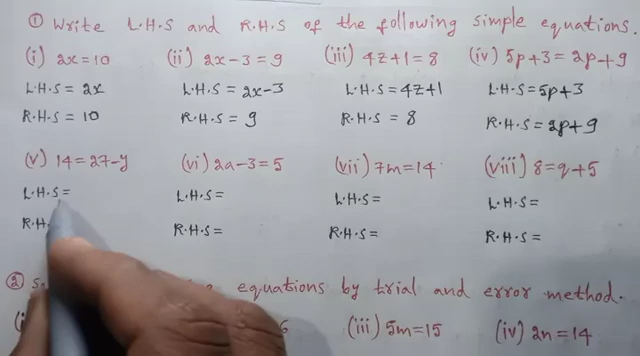 ① Write L.H.S and R.H.S of the following simple equations.
(i) 2x=10 (ii) 2x-3=9 (iii) 4z+1=8 (iv) 5p+3=2p+9
L.H.S = 2x L.H.S = 2x-3 L.H.S = 4z+1 L.H.S = 5p+3
R.H.S = 10 R.H.S = 9 R.H.S = 8 R.H.S = 2p+9
(v) 14=27-y (vi) 2a-3=5 (vii) 7m=14 (viii) 8=q+5
L.H.S= L.H.S= L.H.S= L.H.S=
R.H. R.H.S= R.H.S= R.H.S=
② equations by trial and error method.
(iii) 5m=15 (iv) 2n=14